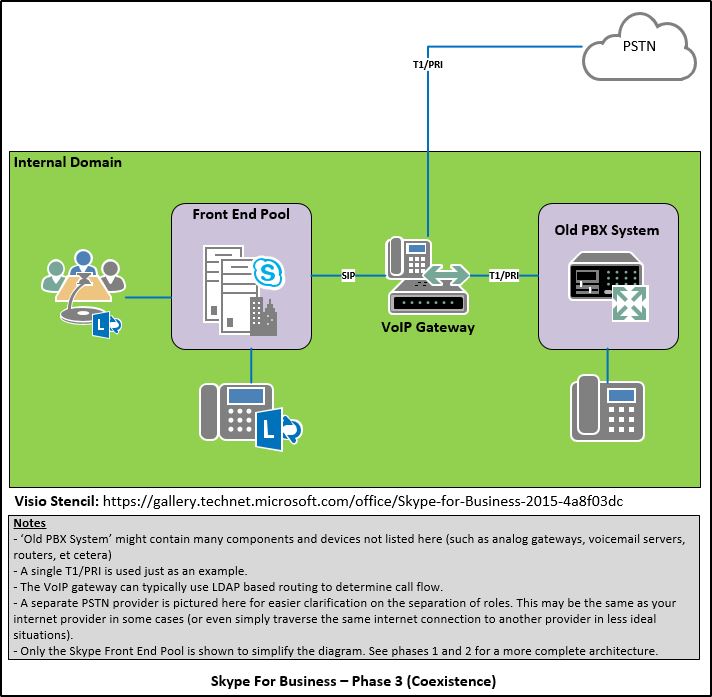 PSTN
T1/PRI
Internal Domain
Front End Pool
Old PBX System
S
SIP
T1/PRI
L
VoIP Gateway
L
Visio Stencil: https://gallery.technet.microsoft.com/office/Skype-for-Business-2015-4a8f03dc
Notes
- ‘Old PBX System’ might contain many components and devices not listed here (such as analog gateways, voicemail servers,
routers, et cetera)
- A single T1/PRI is used just as an example.
- The VoIP gateway can typically use LDAP based routing to determine call flow.
- A separate PSTN provider is pictured here for easier clarification on the separation of roles. This may be the same as your
internet provider in some cases (or even simply traverse the same internet connection to another provider in less ideal
situations).
- Only the Skype Front End Pool is shown to simplify the diagram. See phases 1 and 2 for a more complete architecture.
Skype For Business – Phase 3 (Coexistence)